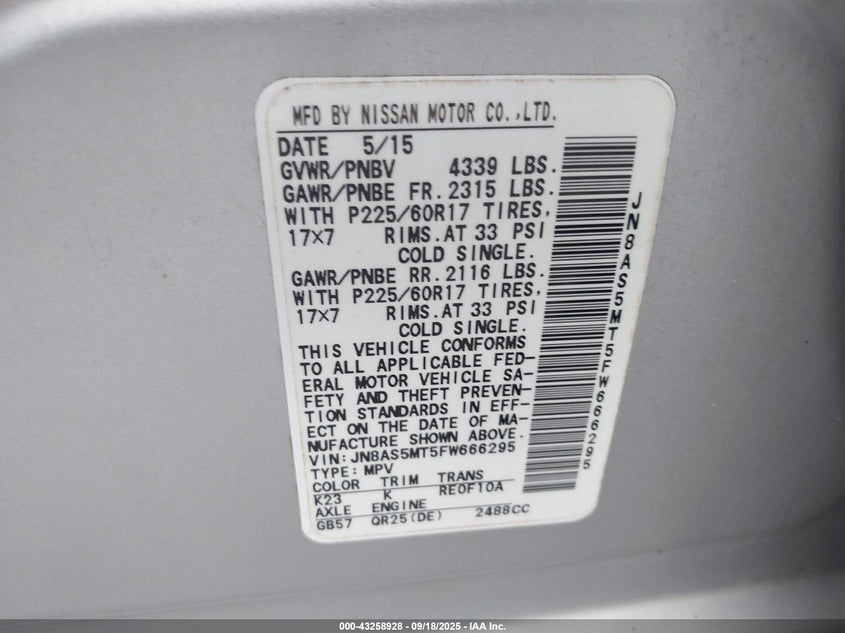 MFD BY NISSAN MOTOR CO.,LTD.
DATE 5/15
GVWR/PNBV 4339 LBS.
GAWR/PNBE FR.2315 LBS.
WITH P225/60R17 TIRES,
17×7 RIMS.AT 33 PSI
COLD SINGLE.
GAWR/PNBE RR.2116 LBS.
WITH P225/60R17 TIRES,
17×7 RIMS.AT 33 PSI
COLD SINGLE.
THIS VEHICLE CONFORMS
TO ALL APPLICABLE FED-
ERAL MOTOR VEHICLE SA-
FETY AND THEFT PREVEN-
TION STANDARDS IN EFF-
ECT ON THE DATE OF MA-
NUFACTURE SHOWN ABOVE.
VIN: JN8AS5MT5FW666295
TYPE: MPV
COLOR TRIM TRANS
K23 K RE0F10A
AXLE ENGINE
GB57 QR25(DE) 2488CC
JN8AS5MT5FW666295
000-43258928 - 09/18/2025 - IAA Inc.